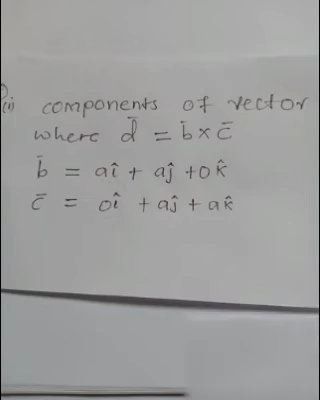 (i) components of vector
where d̄ = b̄ × c̄
b̄ = aî + aĵ + 0k̂
c̄ = 0î + aĵ + ak̂